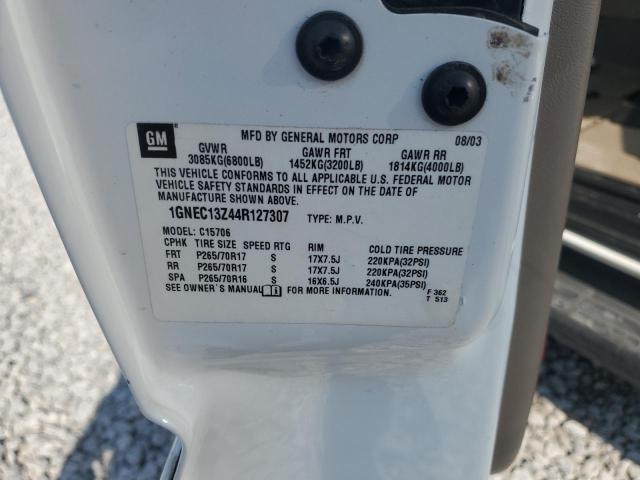 GM
MFD BY GENERAL MOTORS CORP 08/03
GVWR GAWR FRT GAWR RR
3085KG(6800LB) 1452KG(3200LB) 1814KG(4000LB)
THIS VEHICLE CONFORMS TO ALL APPLICABLE U.S. FEDERAL MOTOR
VEHICLE SAFETY STANDARDS IN EFFECT ON THE DATE OF
MANUFACTURE SHOWN ABOVE.
1GNEC13Z44R127307 TYPE: M.P.V.
MODEL: C15706
CPHK TIRE SIZE SPEED RTG RIM COLD TIRE PRESSURE
FRT P265/70R17 S 17X7.5J 220KPA(32PSI)
RR P265/70R17 S 17X7.5J 220KPA(32PSI)
SPA P265/70R16 S 16X6.5J 240KPA(35PSI)
SEE OWNER'S MANUAL i FOR MORE INFORMATION.
F 362
T 513